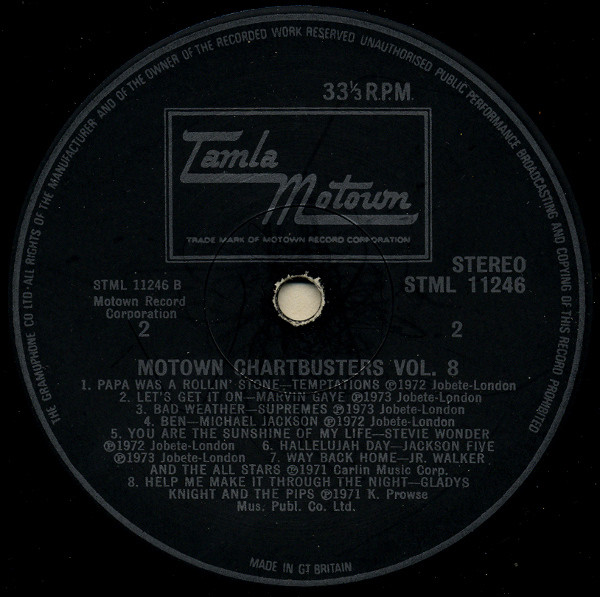 THE GRAMOPHONE CO LTD·ALL RIGHTS OF THE MANUFACTURER AND OF THE OWNER OF THE RECORDED WORK RESERVED UNAUTHORISED PUBLIC PERFORMANCE BROADCASTING AND COPYING OF THIS RECORD PROHIBITED
33⅓ R.P.M.
Tamla
Motown
TRADE MARK OF MOTOWN RECORD CORPORATION
STEREO
STML 11246 B
STML 11246
Motown Record
Corporation
2
2
MOTOWN CHARTBUSTERS VOL. 8
1. PAPA WAS A ROLLIN' STONE—TEMPTATIONS ℗1972 Jobete-London
2. LET'S GET IT ON—MARVIN GAYE ℗1973 Jobete-London
3. BAD WEATHER—SUPREMES ℗1973 Jobete-London
4. BEN—MICHAEL JACKSON ℗1972 Jobete-London
5. YOU ARE THE SUNSHINE OF MY LIFE—STEVIE WONDER
℗1972 Jobete-London 6. HALLELUJAH DAY—JACKSON FIVE
℗1973 Jobete-London 7. WAY BACK HOME—JR. WALKER
AND THE ALL STARS ℗1971 Carlin Music Corp.
8. HELP ME MAKE IT THROUGH THE NIGHT—GLADYS
KNIGHT AND THE PIPS ℗1971 K. Prowse
Mus. Publ. Co. Ltd.
MADE IN GT BRITAIN